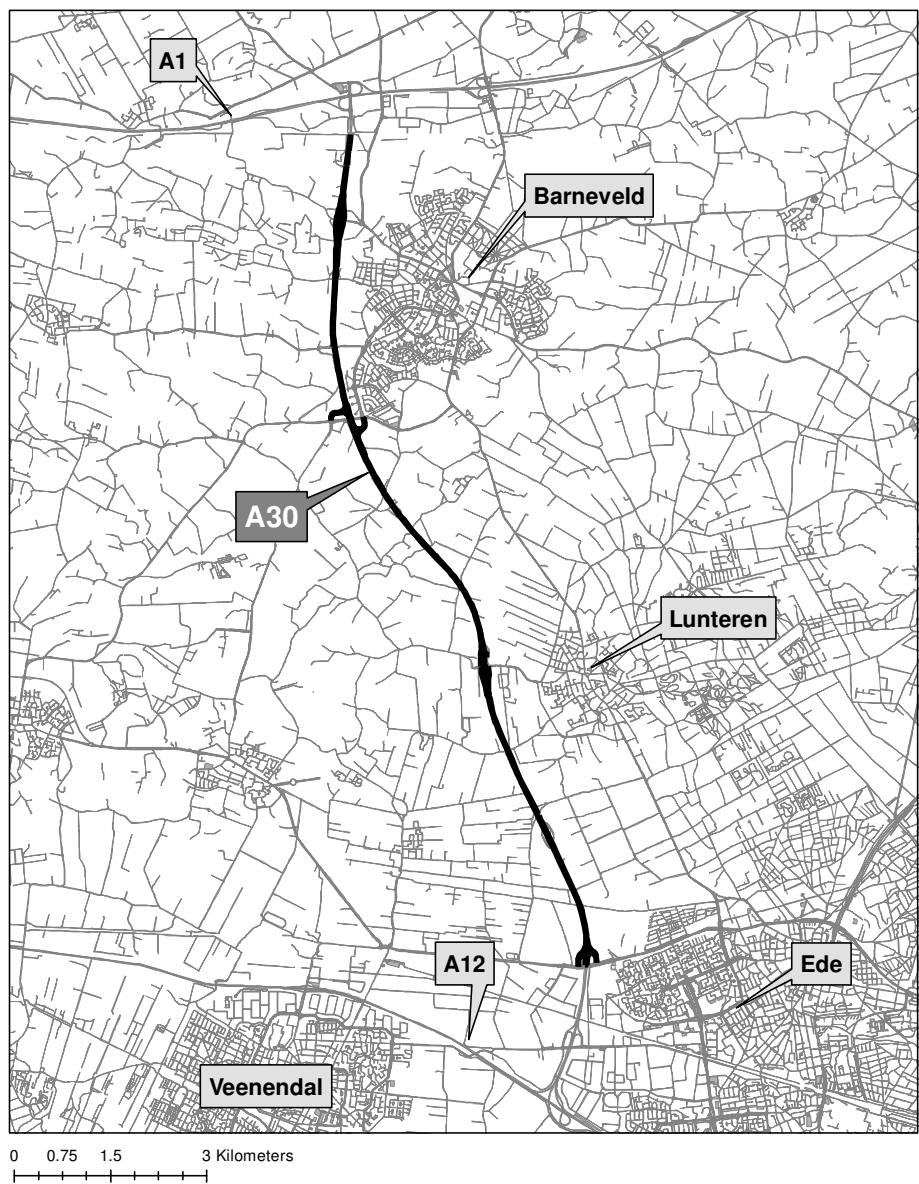 A1
Barneveld
A30
Lunteren
A12
Ede
Veenendal
0 0.75 1.5 3 Kilometers